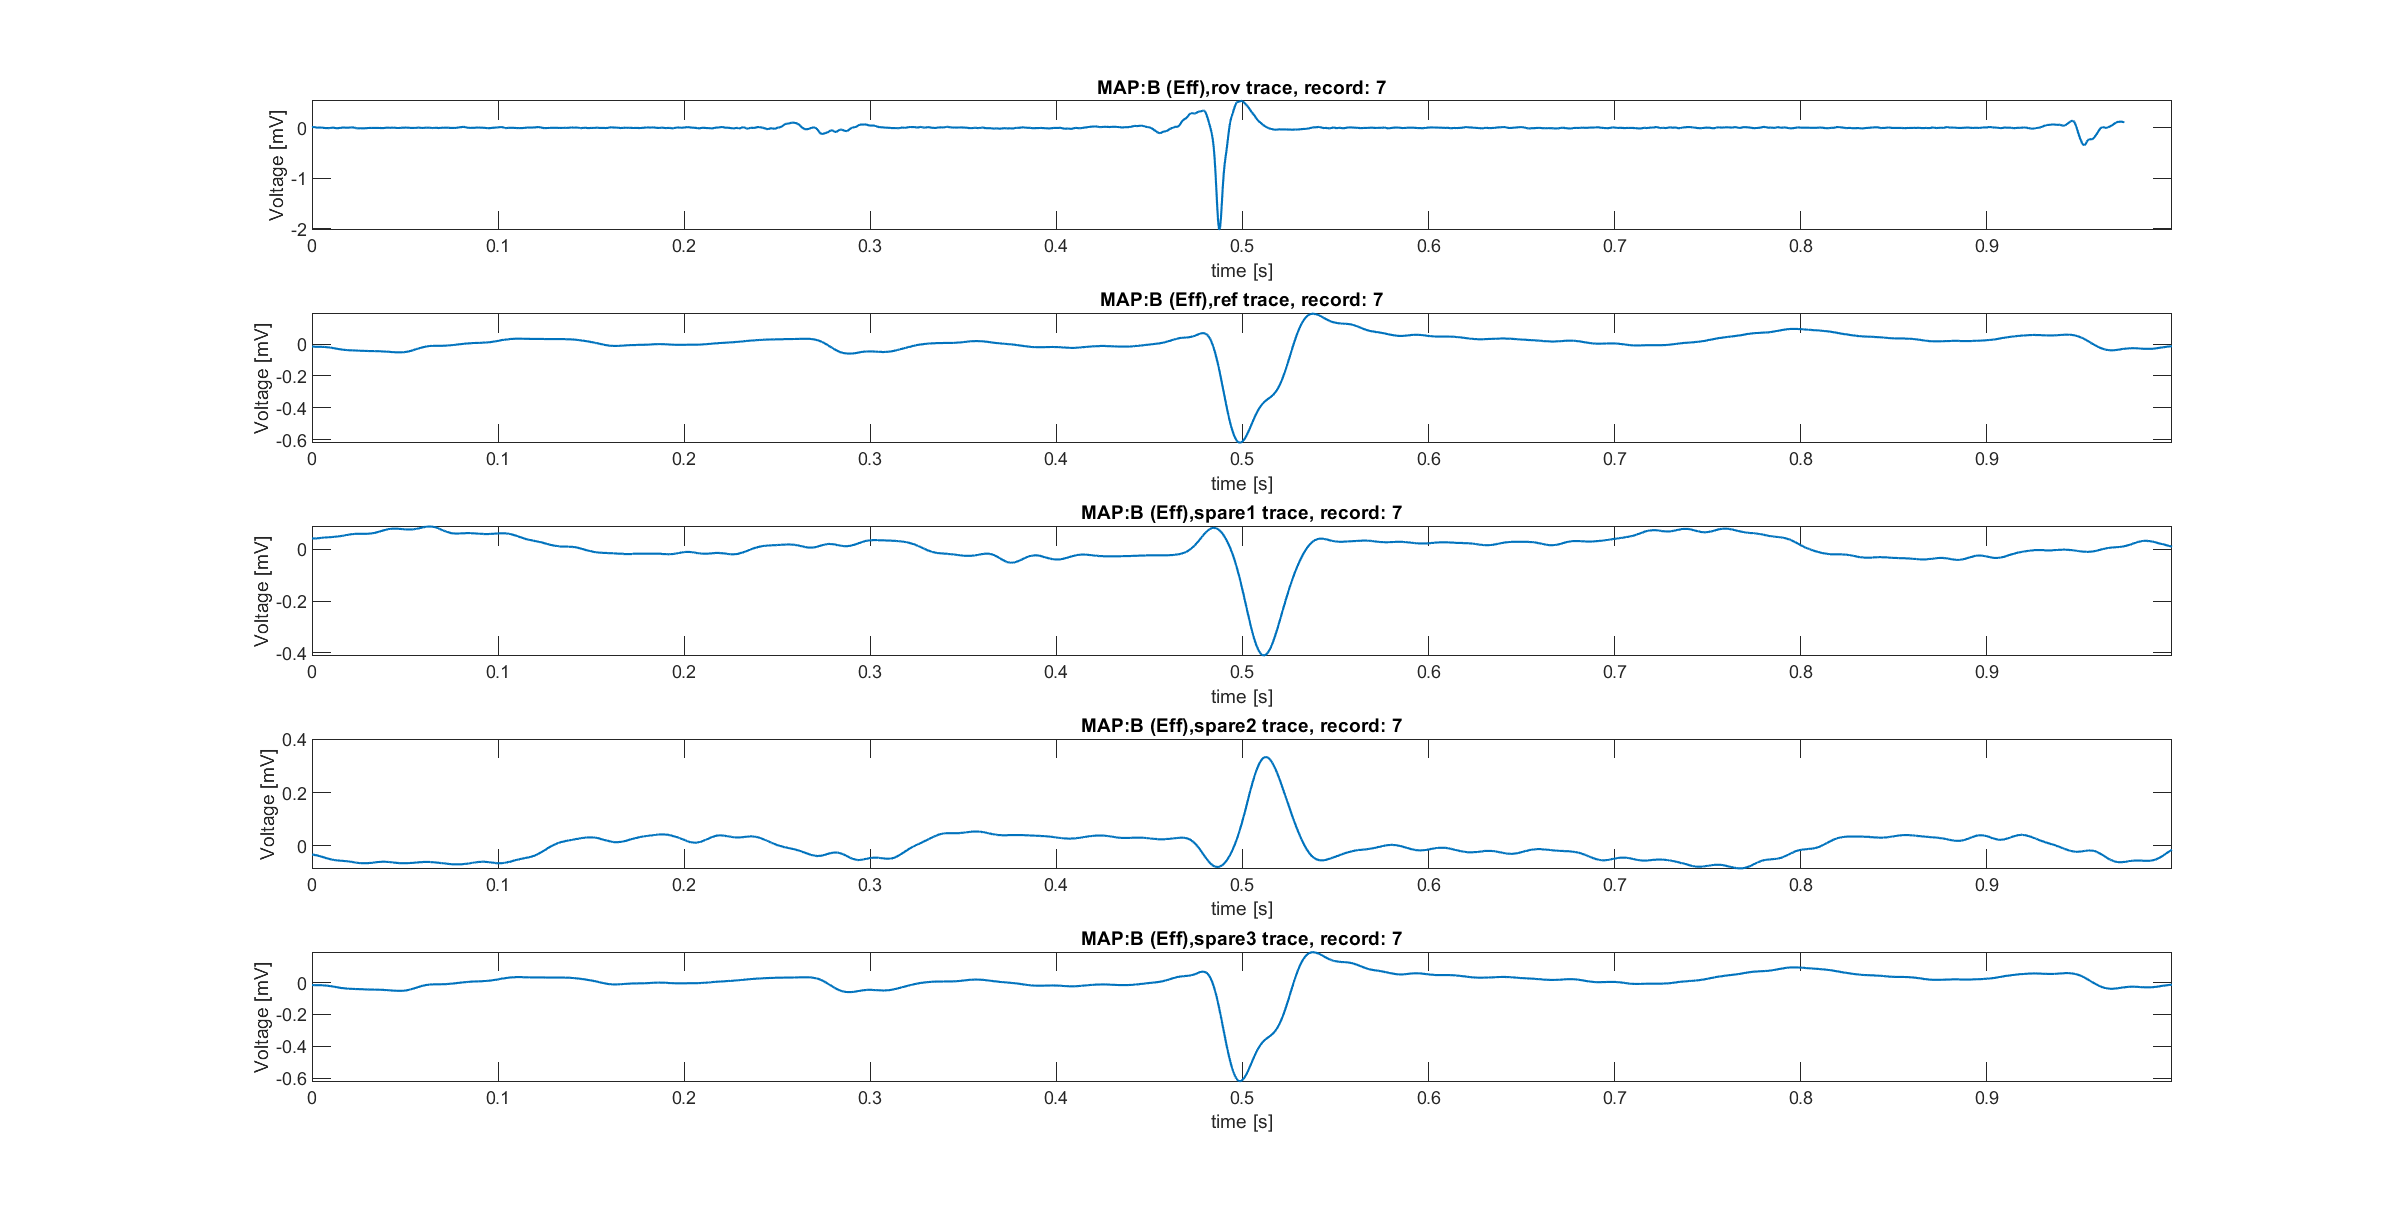 MAP:B (Eff),rov trace, record: 7
Voltage [mV]
0
-1
-2
0 0.1 0.2 0.3 0.4 0.5 0.6 0.7 0.8 0.9
time [s]
MAP:B (Eff),ref trace, record: 7
Voltage [mV]
0
-0.2
-0.4
-0.6
0 0.1 0.2 0.3 0.4 0.5 0.6 0.7 0.8 0.9
time [s]
MAP:B (Eff),spare1 trace, record: 7
Voltage [mV]
0
-0.2
-0.4
0 0.1 0.2 0.3 0.4 0.5 0.6 0.7 0.8 0.9
time [s]
MAP:B (Eff),spare2 trace, record: 7
Voltage [mV]
0.4
0.2
0
0 0.1 0.2 0.3 0.4 0.5 0.6 0.7 0.8 0.9
time [s]
MAP:B (Eff),spare3 trace, record: 7
Voltage [mV]
0
-0.2
-0.4
-0.6
0 0.1 0.2 0.3 0.4 0.5 0.6 0.7 0.8 0.9
time [s]